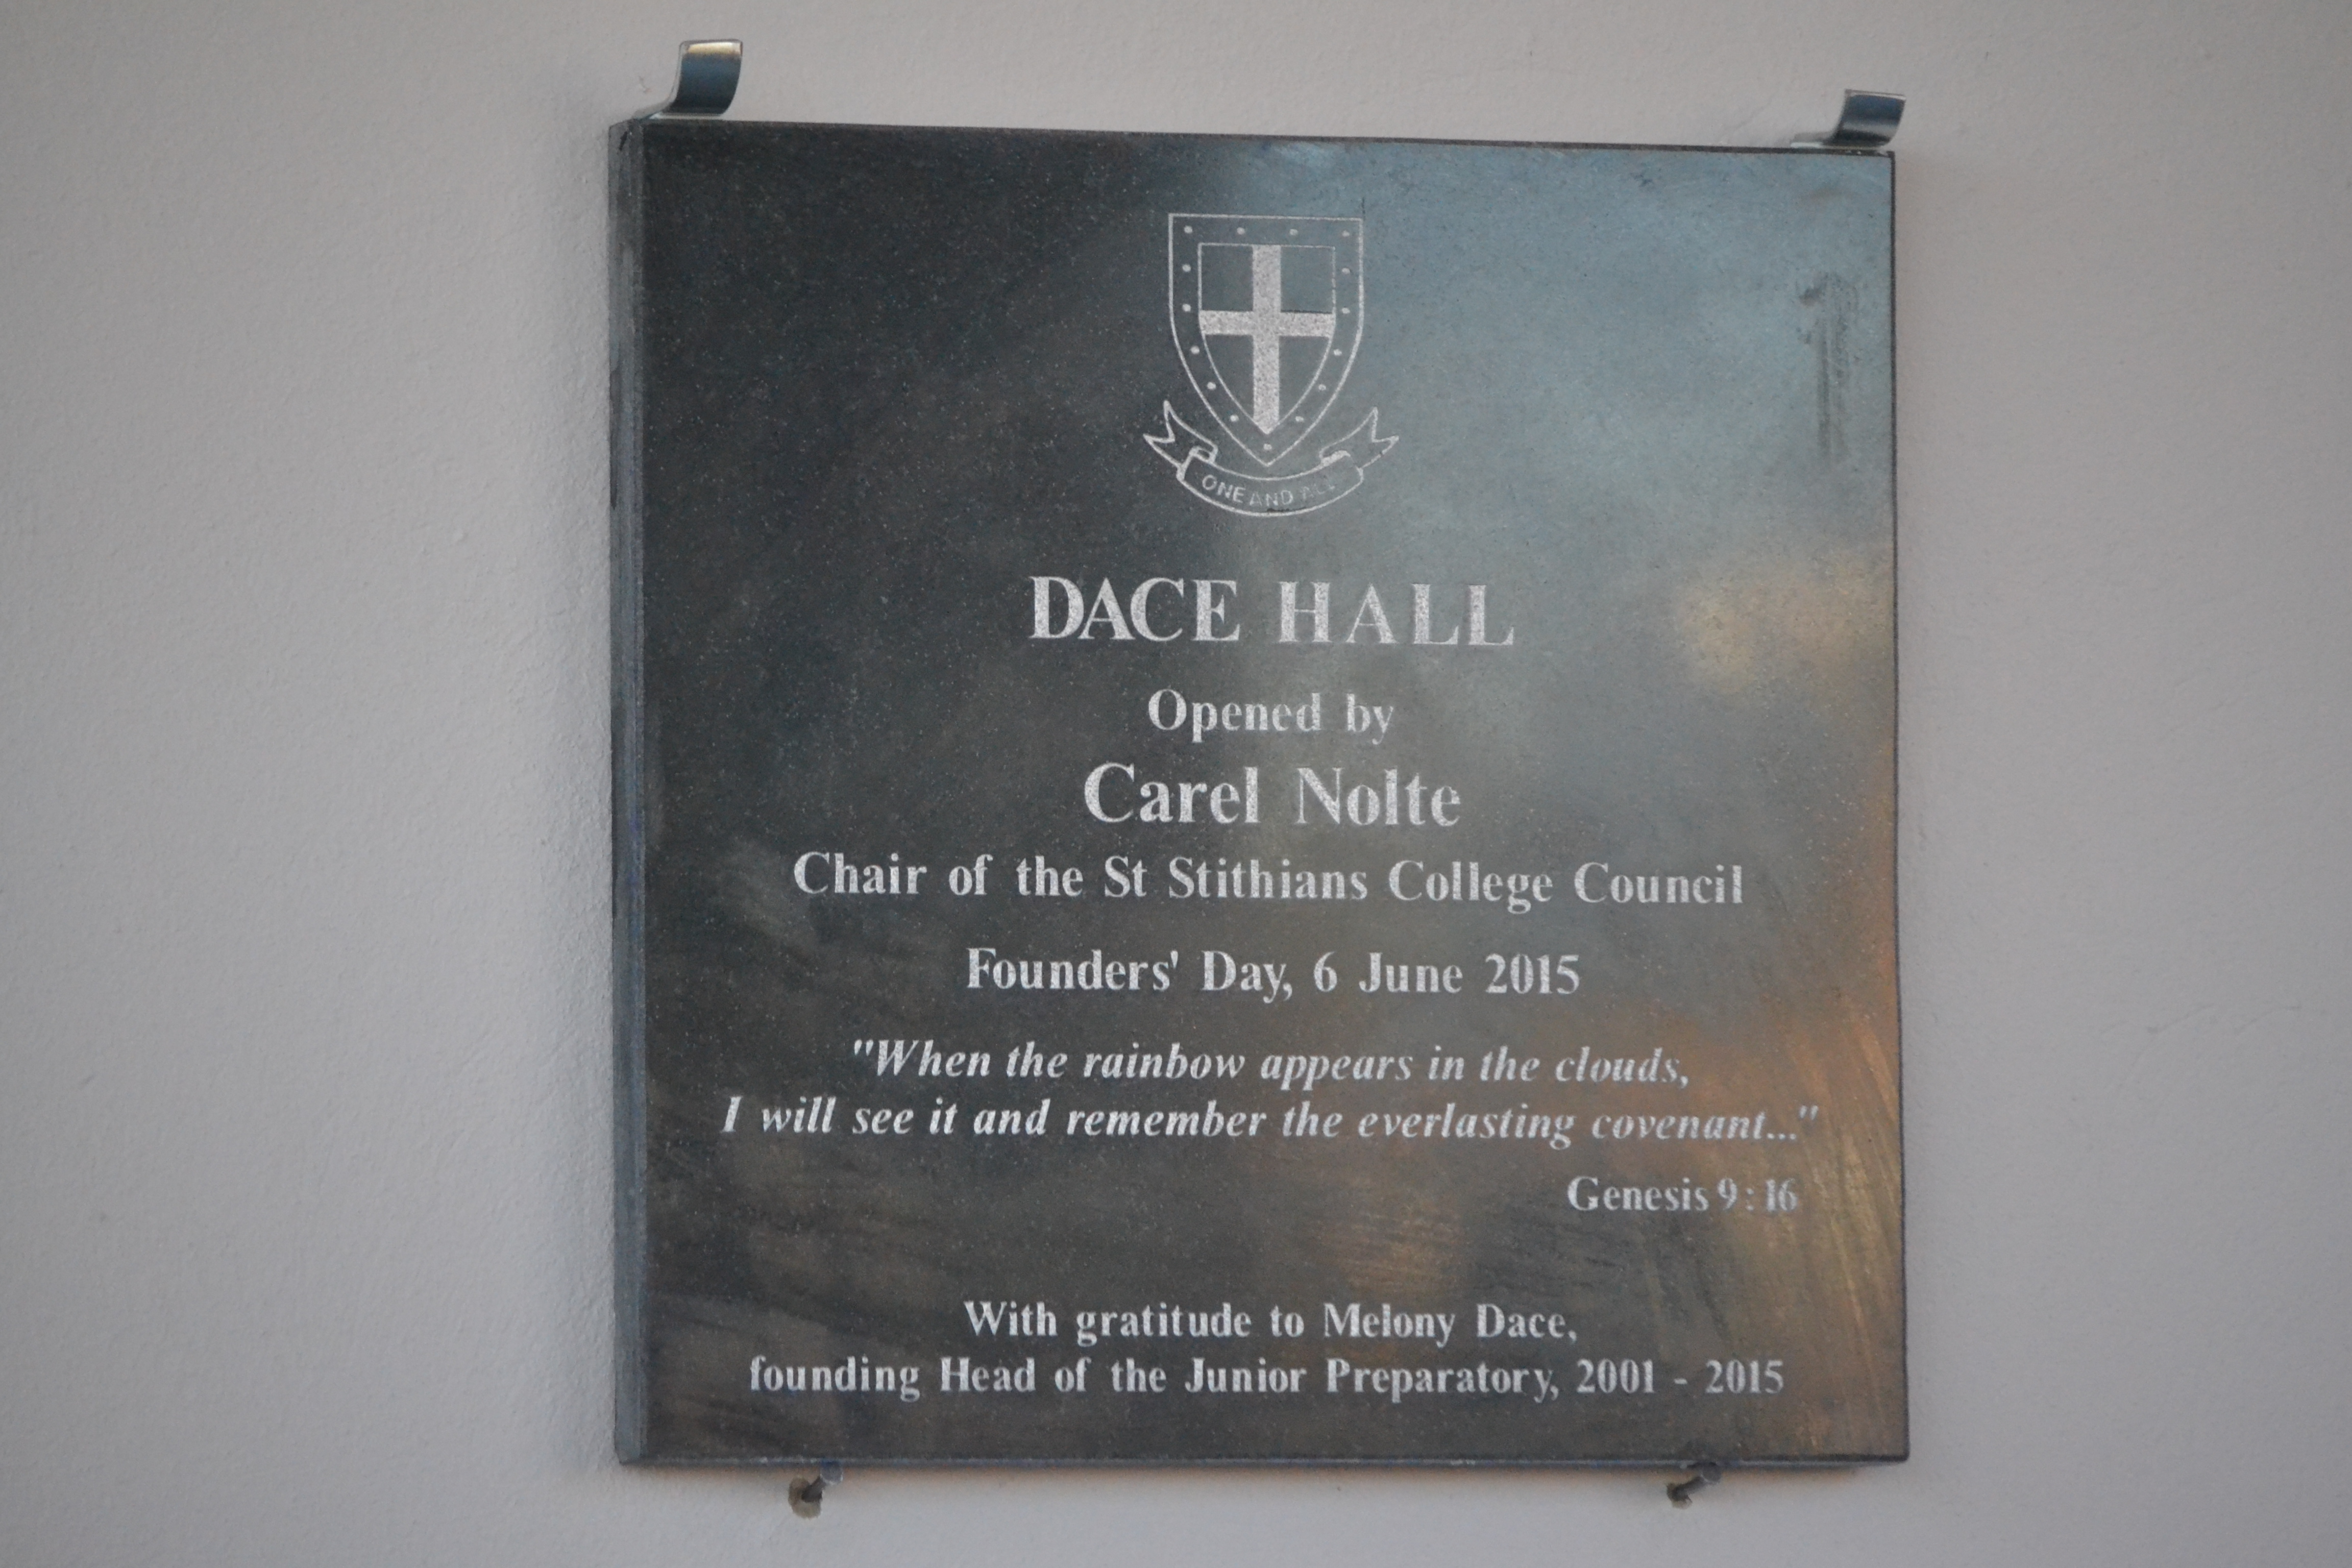 ONE AND ALL
DACE HALL
Opened by
Carel Nolte
Chair of the St Stithians College Council
Founders' Day, 6 June 2015
"When the rainbow appears in the clouds,
I will see it and remember the everlasting covenant..."
Genesis 9:16
With gratitude to Melony Dace,
founding Head of the Junior Preparatory, 2001 - 2015